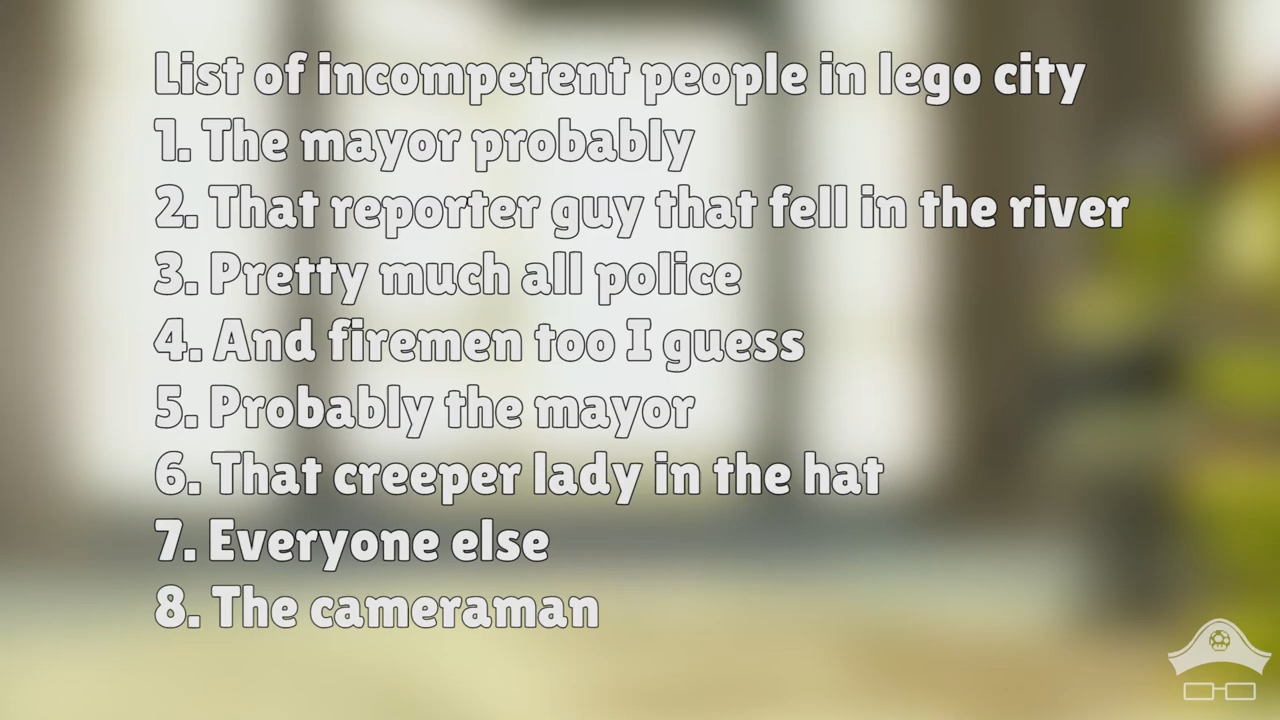 List of incompetent people in lego city
1. The mayor probably
2. That reporter guy that fell in the river
3. Pretty much all police
4. And firemen too I guess
5. Probably the mayor
6. That creeper lady in the hat
7. Everyone else
8. The cameraman